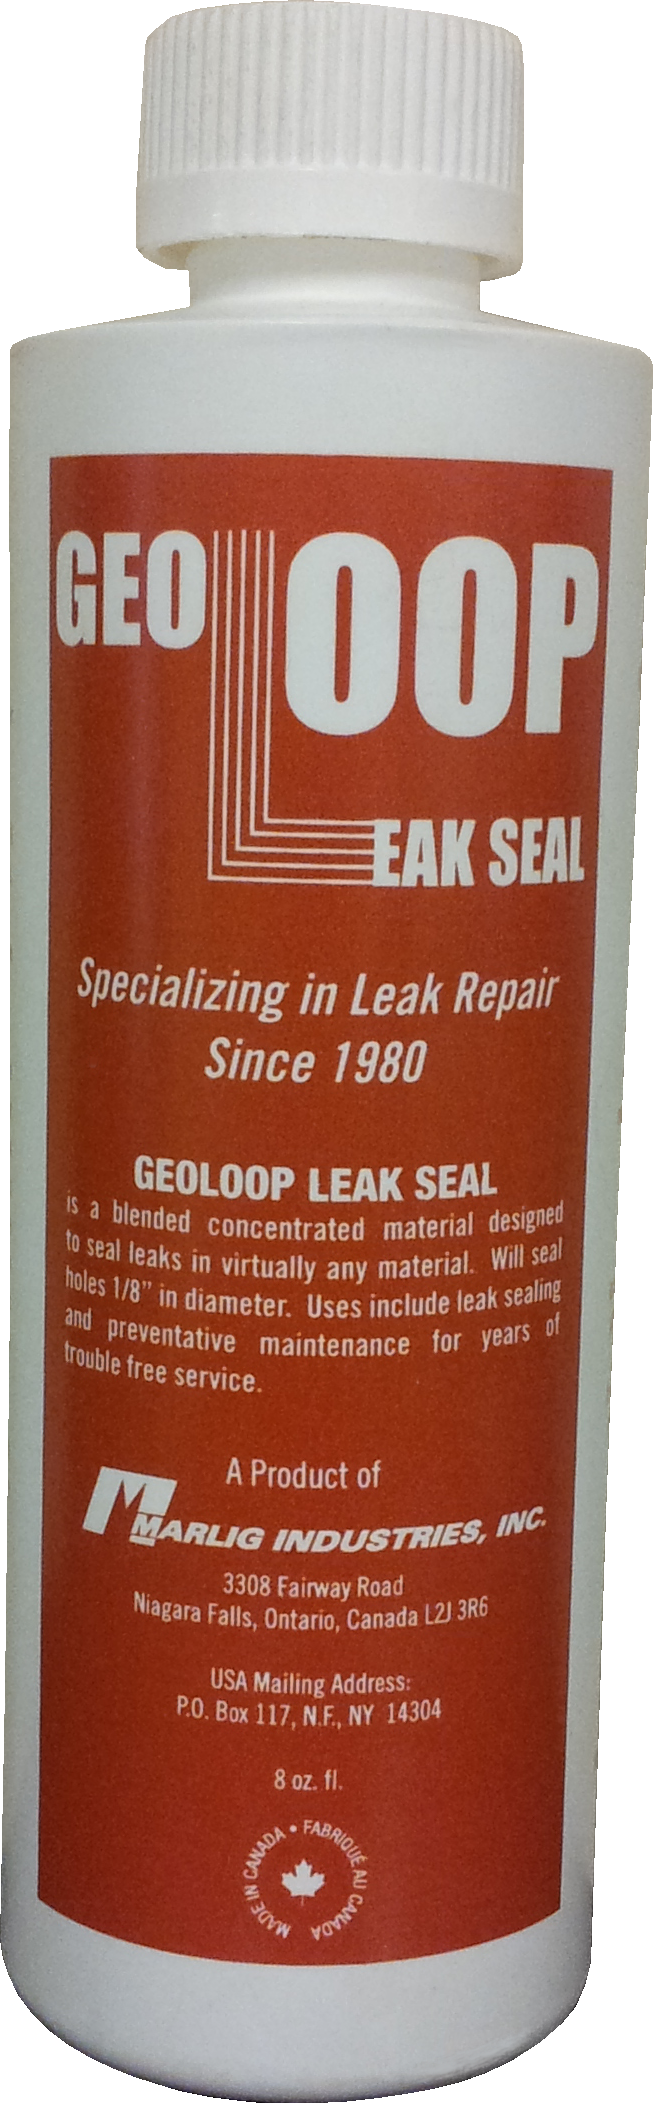 GEOLOOP
LEAK SEAL
Specializing in Leak Repair
Since 1980
GEOLOOP LEAK SEAL
is a blended concentrated material designed
to seal leaks in virtually any material. Will seal
holes 1/8" in diameter. Uses include leak sealing
and preventative maintenance for years of
trouble free service.
A Product of
MARLIG INDUSTRIES, INC.
3308 Fairway Road
Niagara Falls, Ontario, Canada L2J 3R6
USA Mailing Address:
P.O. Box 117, N.F., NY 14304
8 oz. fl.
MADE IN CANADA • FABRIQUÉ AU CANADA